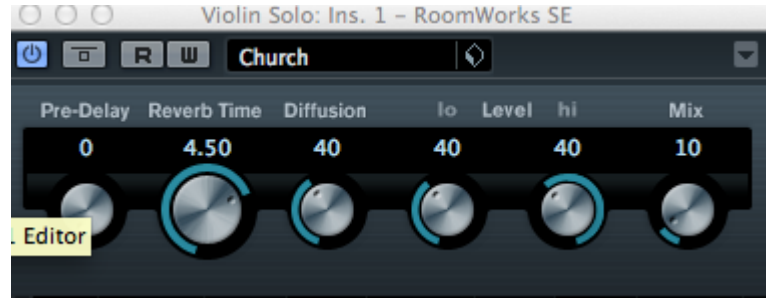 Violin Solo: Ins. 1 – RoomWorks SE
R W Church
Pre-Delay Reverb Time Diffusion lo Level hi Mix
0 4.50 40 40 40 10
Editor